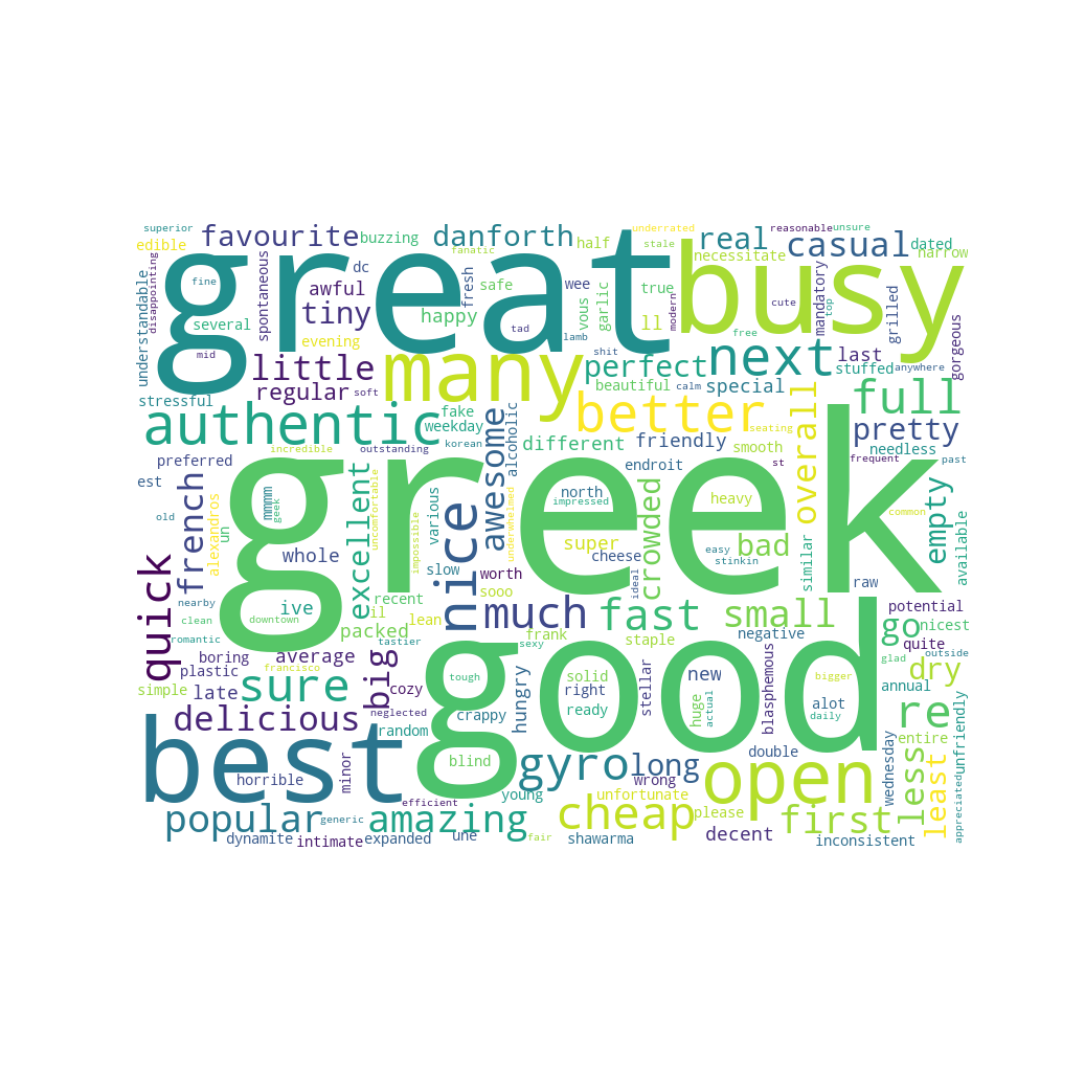 superior
edible
favourite
buzzing
danforth
fanatic
half
underrated
stale
real
necessitate
reasonable
unsure
casual
dated
narrow
great
busy
disappointing
understandable
fine
several
mid
stressful
spontaneous
dc
awful
tiny
evening
fresh
happy
safe
tad
wee
lamb
vous
shit
garlic
true
ll
modern
cute
free
top
mandatory
grilled
anywhere
gorgeous
little
regular
soft
many
perfect
beautiful
calm
special
next
last
stuffed
full
authentic
fake
weekday
korean
awesome
alcoholic
better
different
friendly
seating
smooth
overall
pretty
needless
frequent
past
preferred
incredible
outstanding
est
old
french
alexandros
un
mmmm
geek
excellent
uncomfortable
impossible
various
underwhelmed
endroit
north
impressed
crowded
st
heavy
greek
common
empty
available
quick
nearby
clean
romantic
whole
ive
downtown
recent
il
packed
tastier
slow
lean
nice
worth
sooo
super
cheese
ideal
easy
stinkin
bad
similar
raw
much
fast
small
potential
go
nicest
quite
glad
boring
plastic
average
francisco
simple
late
sure
big
cozy
frank
sexy
staple
negative
tough
hungry
solid
right
ready
stellar
new
huge
actual
blasphemous
bigger
alot
daily
dry
outside
annual
delicious
neglected
crappy
random
good
re
entire
unfriendly
best
horrible
minor
blind
gyro
long
wrong
double
open
wednesday
less
least
appreciated
popular
generic
efficient
amazing
young
cheap
unfortunate
please
first
dynamite
intimate
expanded
une
fair
shawarma
decent
inconsistent